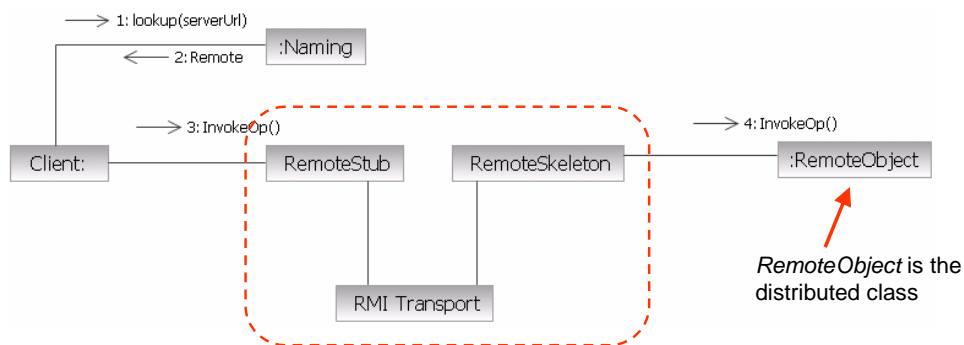 1: lookup(serverUrl)
:Naming
2: Remote
3: InvokeOp()
4: InvokeOp()
Client:
RemoteStub
RemoteSkeleton
:RemoteObject
RMI Transport
RemoteObject is the
distributed class